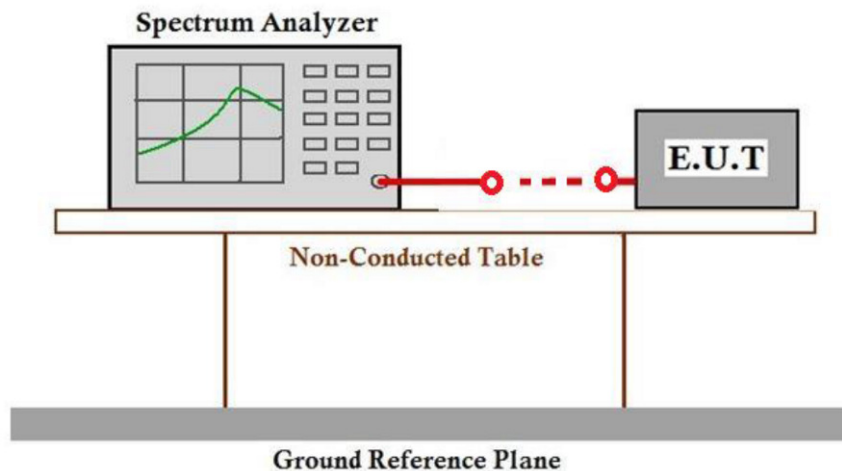 Spectrum Analyzer
E.U.T
Non-Conducted Table
Ground Reference Plane